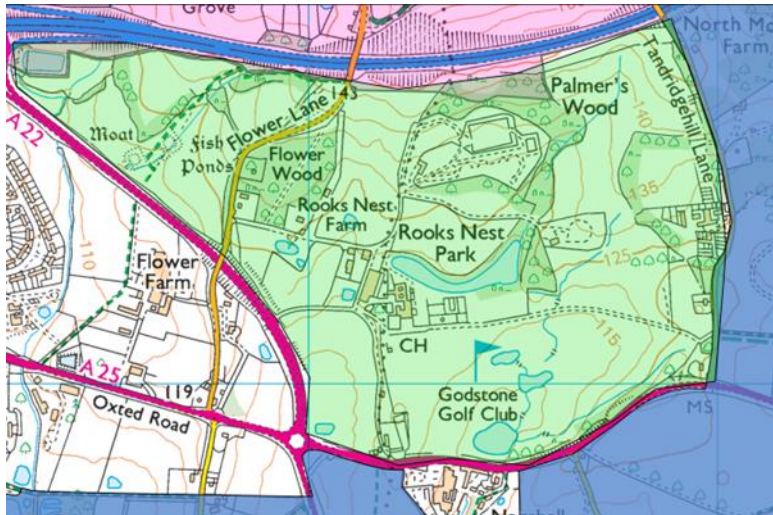 Grove
North Mo
Farm
A 22
Moat
Fish
Ponds
Flower Lane
143
Flower
Wood
Rooks Nest
Farm
Palmer's
Wood
Tandridgehill Lane
140
135
125
115
110
Rooks Nest
Park
Flower
Farm
CH
A 25
119
Oxted Road
Godstone
Golf Club
MS